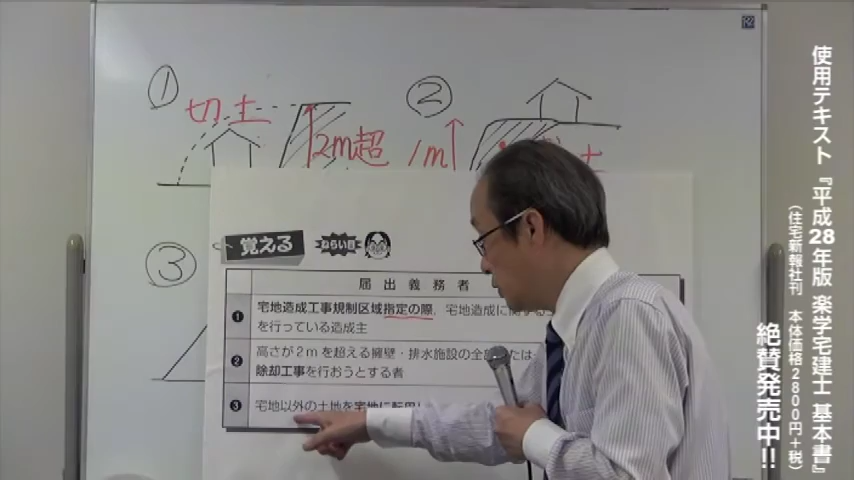 ①
切土
2m超
②
1m
土
③
覚える
ねらい目
届出義務者
❶
宅地造成工事規制区域指定の際、宅地造成に関する
を行っている造成主
❷
高さが2mを超える擁壁・排水施設の全部または
除却工事を行おうとする者
❸
宅地以外の土地を宅地に転用
使用テキスト『平成28年版 楽学宅建士 基本書』
(住宅新報社刊 本体価格2800円+税)
絶賛発売中!!